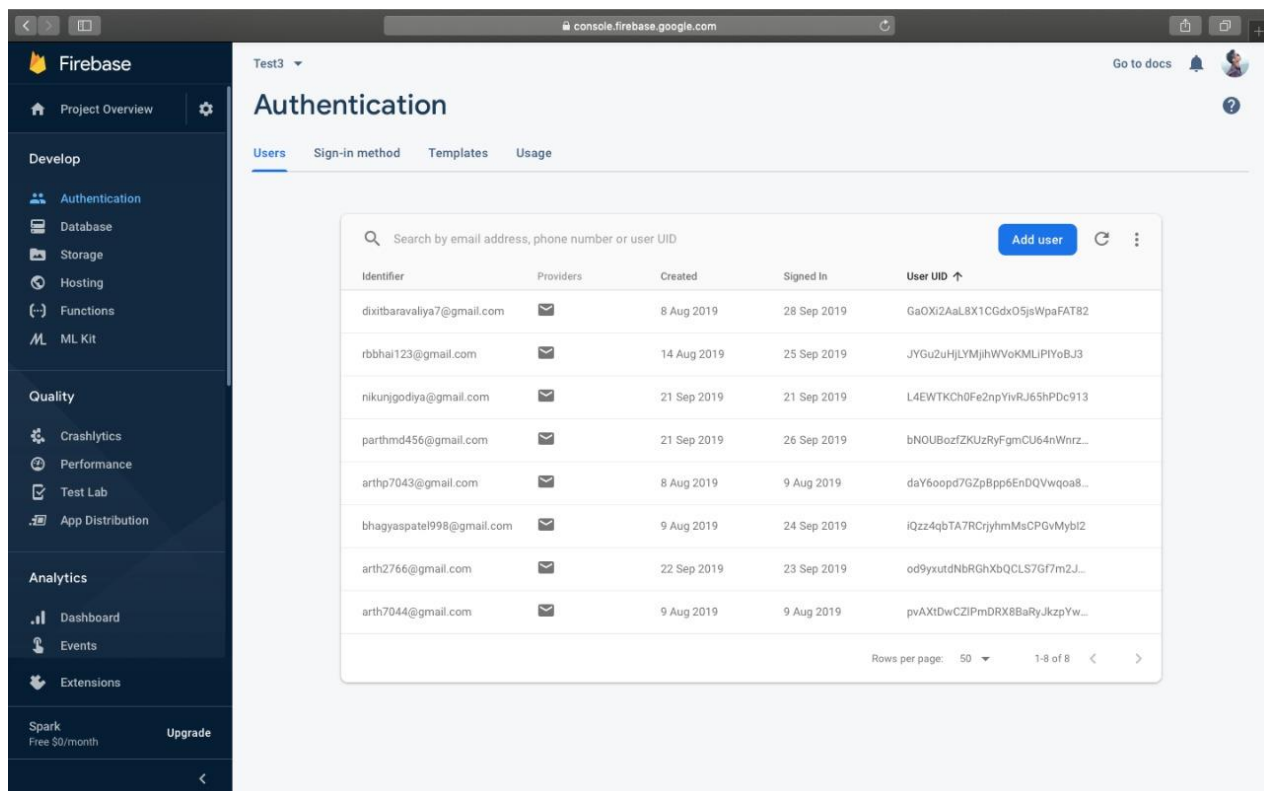 console.firebase.google.com
Firebase
Project Overview
Develop
Authentication
Database
Storage
Hosting
Functions
ML Kit
Quality
Crashlytics
Performance
Test Lab
App Distribution
Analytics
Dashboard
Events
Extensions
Spark
Free $0/month
Upgrade
Test3
Go to docs
Authentication
Users Sign-in method Templates Usage
Search by email address, phone number or user UID
Add user
Identifier Providers Created Signed In User UID
dixitbaravaliya7@gmail.com 8 Aug 2019 28 Sep 2019 GaOXi2AaL8X1CGdxO5jsWpaFAT82
rbbhai123@gmail.com 14 Aug 2019 25 Sep 2019 JYGu2uHjLYMjihWVoKMLiPIYoBJ3
nikunjgodiya@gmail.com 21 Sep 2019 21 Sep 2019 L4EWTKCh0Fe2npYivRJ65hPDc913
parthmd456@gmail.com 21 Sep 2019 26 Sep 2019 bNOUBozfZKUzRyFgmCU64nWnrz...
arthp7043@gmail.com 8 Aug 2019 9 Aug 2019 daY6oopd7GZpBpp6EnDQVwqoa8...
bhagyaspatel998@gmail.com 9 Aug 2019 24 Sep 2019 iQzz4qbTA7RCrjyhmMsCPGvMybI2
arth2766@gmail.com 22 Sep 2019 23 Sep 2019 od9yxutdNbRGhXbQCLS7Gf7m2J...
arth7044@gmail.com 9 Aug 2019 9 Aug 2019 pvAXtDwCZIPmDRX8BaRyJkzpYw...
Rows per page: 50 1-8 of 8